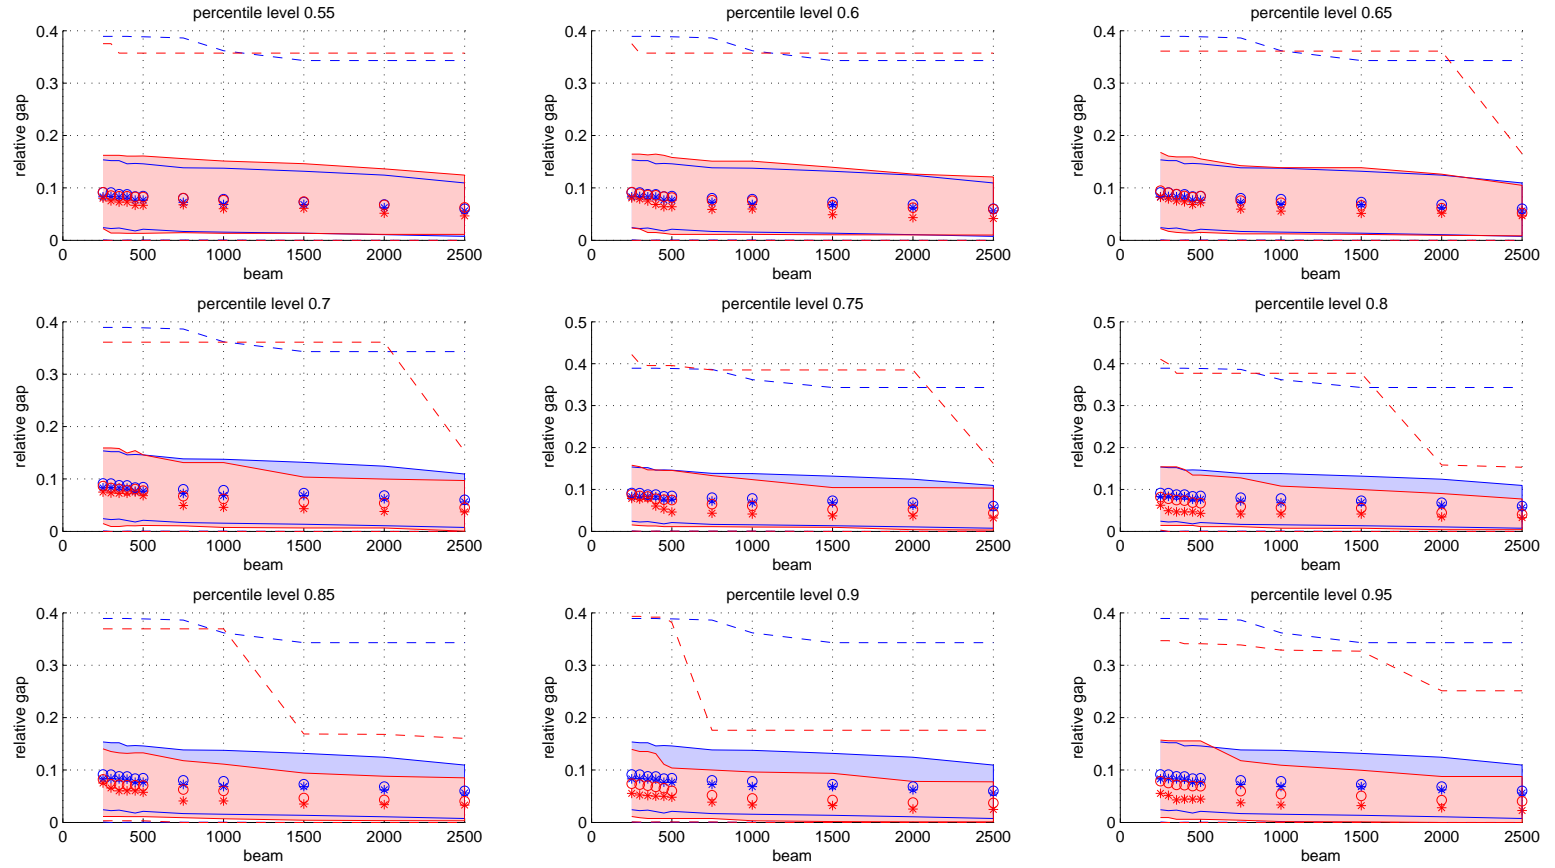 percentile level 0.55
0.4
0.3
0.2
0.1
0
relative gap
0 500 1000 1500 2000 2500
beam
percentile level 0.6
0.4
0.3
0.2
0.1
0
relative gap
0 500 1000 1500 2000 2500
beam
percentile level 0.65
0.4
0.3
0.2
0.1
0
relative gap
0 500 1000 1500 2000 2500
beam
percentile level 0.7
0.4
0.3
0.2
0.1
0
relative gap
0 500 1000 1500 2000 2500
beam
percentile level 0.75
0.5
0.4
0.3
0.2
0.1
0
relative gap
0 500 1000 1500 2000 2500
beam
percentile level 0.8
0.5
0.4
0.3
0.2
0.1
0
relative gap
0 500 1000 1500 2000 2500
beam
percentile level 0.85
0.4
0.3
0.2
0.1
0
relative gap
0 500 1000 1500 2000 2500
beam
percentile level 0.9
0.4
0.3
0.2
0.1
0
relative gap
0 500 1000 1500 2000 2500
beam
percentile level 0.95
0.4
0.3
0.2
0.1
0
relative gap
0 500 1000 1500 2000 2500
beam